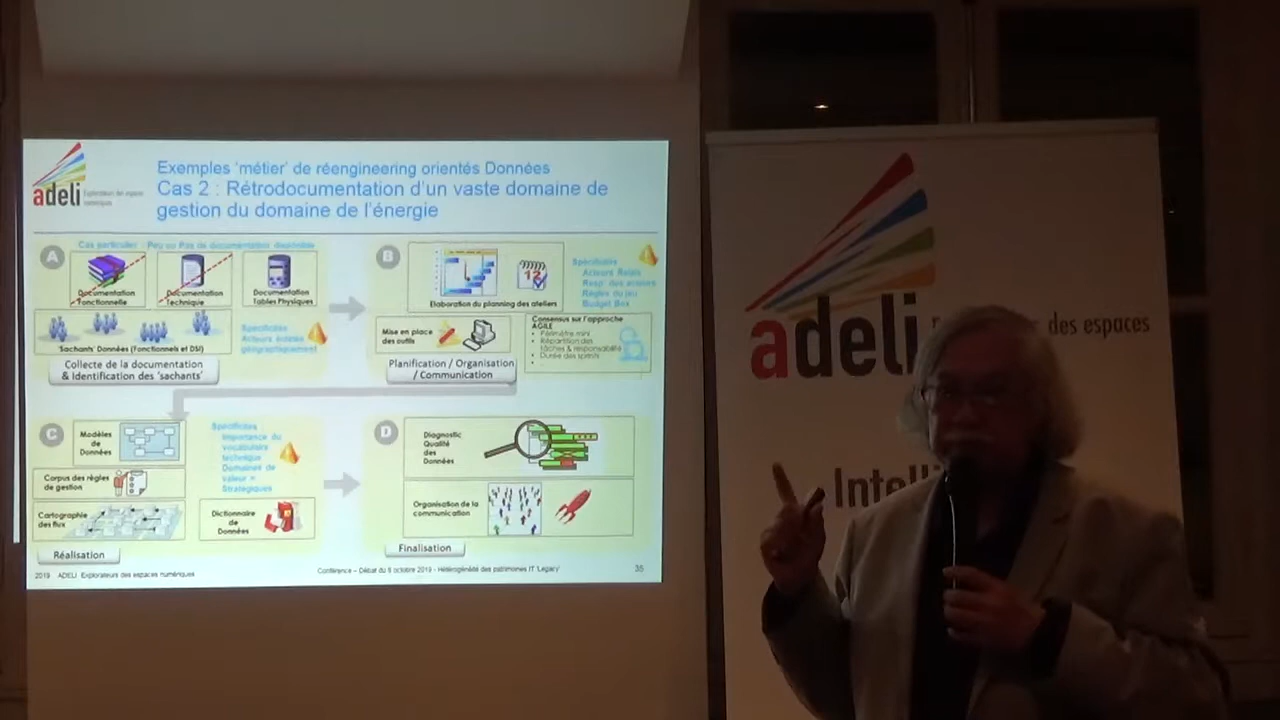 adeli
Exemples 'métier' de réengineering orientés Données
Cas 2 : Rétrodocumentation d'un vaste domaine de
gestion du domaine de l'énergie
A
Cas particulier : Peu ou Pas de documentation disponible
Documentation
Fonctionnelle
Documentation
Technique
Documentation
Tables Physiques
'Sachants' Données (Fonctionnels et DSI)
Spécificités
Acteurs éclatés
géographiquement
Collecte de la documentation
& Identification des 'sachants'
B
Elaboration du planning des ateliers
12
Spécificités
Acteurs Relais
Resp' des acteurs
Règles du jeu
Budget Box
Mise en place
des outils
Consensus sur l'approche
AGILE
• Périmètre mini
• Répartition des
tâches & responsabilité
• Durée des sprints
•
Planification / Organisation
/ Communication
C
Modèles
de
Données
Corpus des règles
de gestion
Cartographie
des flux
Spécificités
Importance du
vocabulaire
technique
Domaines de
valeur =
Stratégiques
Dictionnaire
de
Données
Réalisation
D
Diagnostic
Qualité
des
Données
Organisation de la
communication
Finalisation
2019 ADELI Explorateurs des espaces numériques
Conférence – Débat du 8 octobre 2019 - Hétérogénéité des patrimoines IT 'Legacy'
35
adeli
des espaces
Intelli